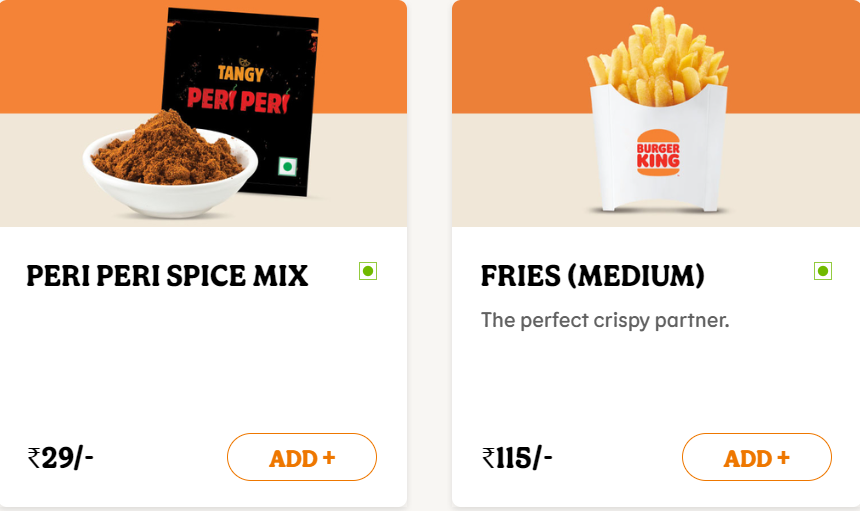 TANGY
PERI PERI
BURGER
KING
PERI PERI SPICE MIX
FRIES (MEDIUM)
The perfect crispy partner.
₹29/-
ADD +
₹115/-
ADD +